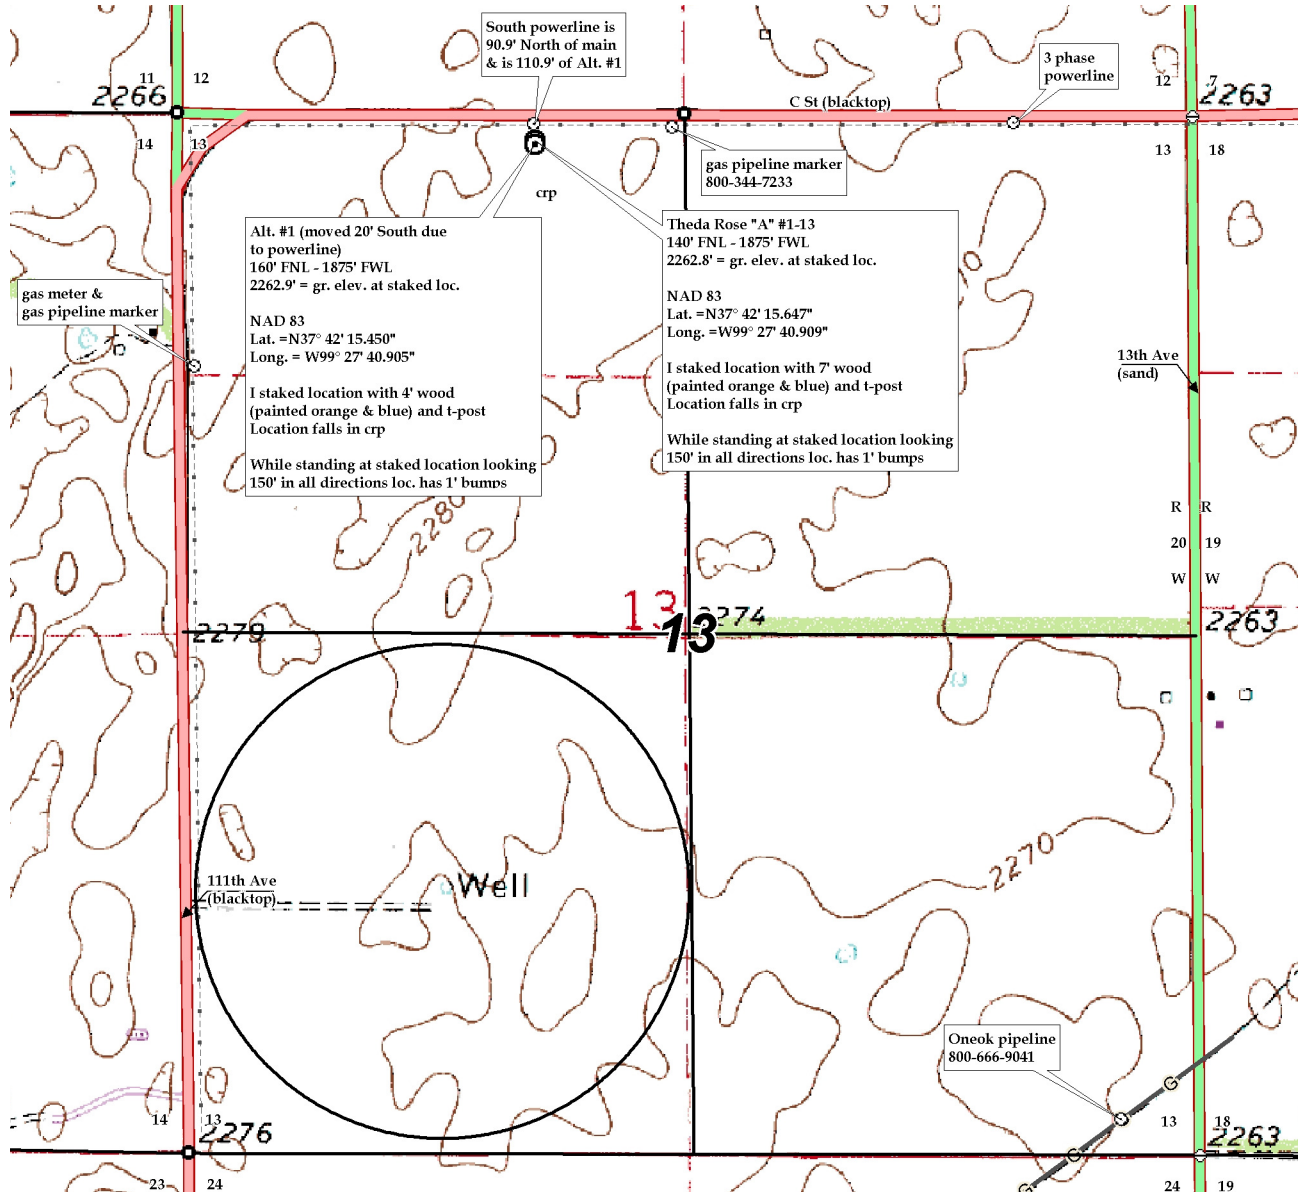 South powerline is
90.9' North of main
& is 110.9' of Alt. #1
3 phase
powerline
11
12
12
7
2266
2263
C St (blacktop)
14
13
13
18
gas pipeline marker
800-344-7233
crp
Alt. #1 (moved 20' South due
to powerline)
160' FNL - 1875' FWL
2262.9' = gr. elev. at staked loc.
NAD 83
Lat. =N37° 42' 15.450"
Long. = W99° 27' 40.905"
I staked location with 4' wood
(painted orange & blue) and t-post
Location falls in crp
While standing at staked location looking
150' in all directions loc. has 1' bumps
Theda Rose "A" #1-13
140' FNL - 1875' FWL
2262.8' = gr. elev. at staked loc.
NAD 83
Lat. =N37° 42' 15.647"
Long. =W99° 27' 40.909"
I staked location with 7' wood
(painted orange & blue) and t-post
Location falls in crp
While standing at staked location looking
150' in all directions loc. has 1' bumps
gas meter &
gas pipeline marker
13th Ave
(sand)
2280
R R
20 19
W W
13
2274
2279
13
2263
2270
Well
111th Ave
(blacktop)
Oneok pipeline
800-666-9041
G
G
G
14
13
13
18
2276
2263
23
24
24
19